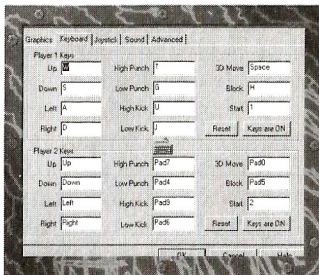 Graphics Keyboard Joystick Sound Advanced
Player 1 Keys
Up W High Punch T 3D Move Space
Down S Low Punch G Block H
Left A High Kick U Start 1
Right D Low Kick J Reset Keys are ON
Player 2 Keys
Up Up High Punch Pad7 3D Move Pad0
Down Down Low Punch Pad4 Block Pad5
Left Left High Kick Pad9 Start 2
Right Right Low Kick Pad6 Reset Keys are ON
OK Cancel Help